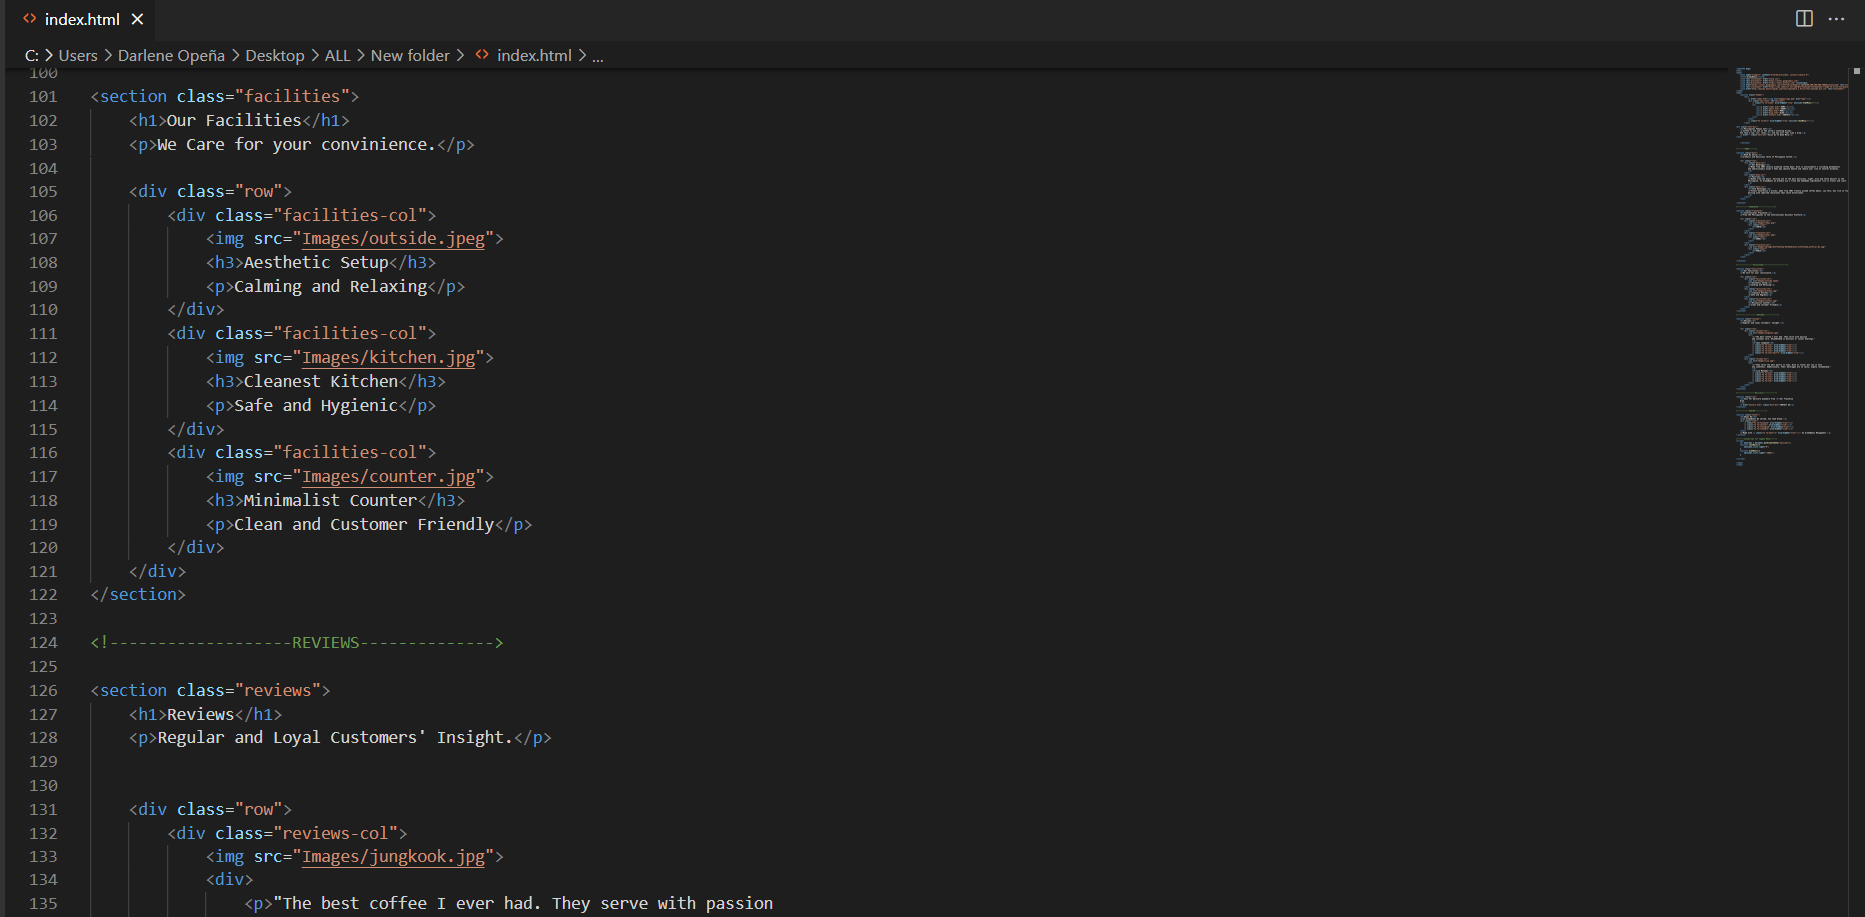 index.html
C: > Users > Darlene Opeña > Desktop > ALL > New folder > <> index.html > ...
100
101 <section class="facilities">
102 <h1>Our Facilities</h1>
103 <p>We Care for your convinience.</p>
104
105 <div class="row">
106 <div class="facilities-col">
107 <img src="Images/outside.jpeg">
108 <h3>Aesthetic Setup</h3>
109 <p>Calming and Relaxing</p>
110 </div>
111 <div class="facilities-col">
112 <img src="Images/kitchen.jpg">
113 <h3>Cleanest Kitchen</h3>
114 <p>Safe and Hygienic</p>
115 </div>
116 <div class="facilities-col">
117 <img src="Images/counter.jpg">
118 <h3>Minimalist Counter</h3>
119 <p>Clean and Customer Friendly</p>
120 </div>
121 </div>
122 </section>
123
124 <!-------------------REVIEWS-------------->
125
126 <section class="reviews">
127 <h1>Reviews</h1>
128 <p>Regular and Loyal Customers' Insight.</p>
129
130
131 <div class="row">
132 <div class="reviews-col">
133 <img src="Images/jungkook.jpg">
134 <div>
135 <p>"The best coffee I ever had. They serve with passion